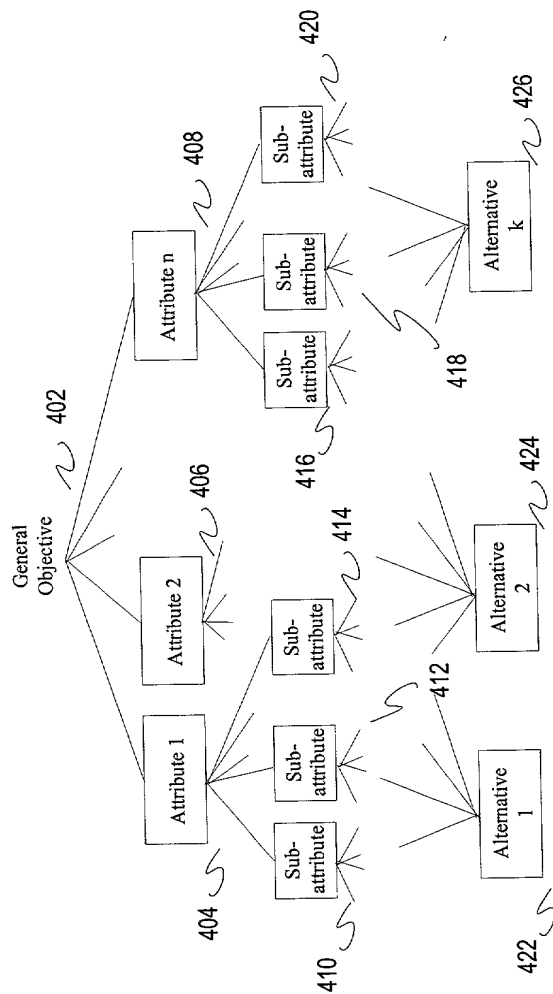 General
Objective
402
Attribute 1
Attribute 2
Attribute n
404
406
408
Sub-
attribute
Sub-
attribute
Sub-
attribute
Sub-
attribute
Sub-
attribute
Sub-
attribute
410
412
414
416
418
420
Alternative
1
Alternative
2
Alternative
k
422
424
426